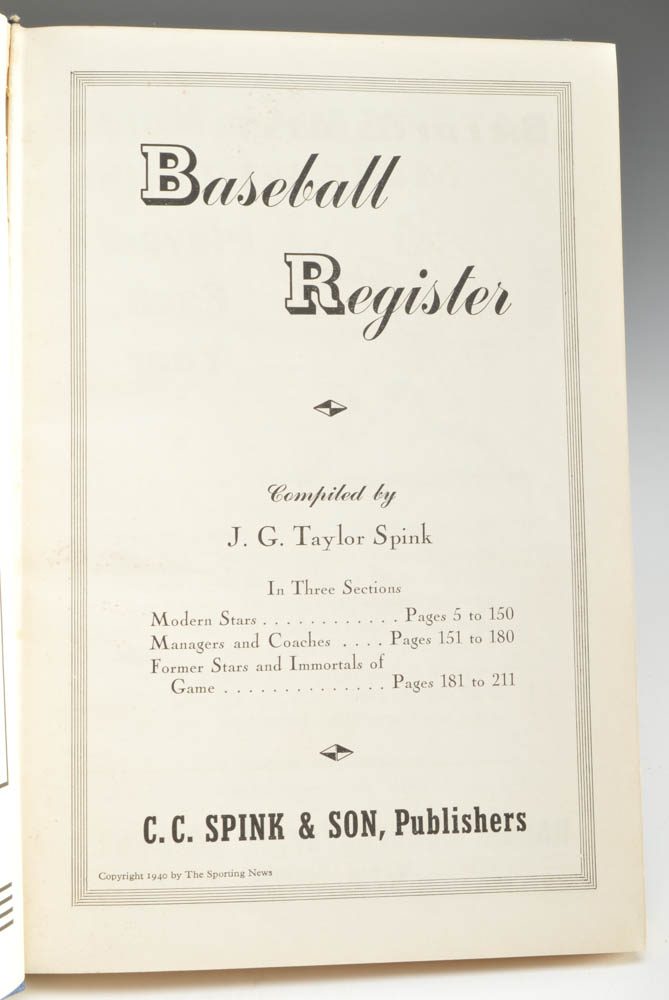 Baseball
Register
Compiled by
J. G. Taylor Spink
In Three Sections
Modern Stars . . . . . . . . . . . . Pages 5 to 150
Managers and Coaches . . . . Pages 151 to 180
Former Stars and Immortals of
Game . . . . . . . . . . . . . . Pages 181 to 211
C. C. SPINK & SON, Publishers
Copyright 1940 by The Sporting News